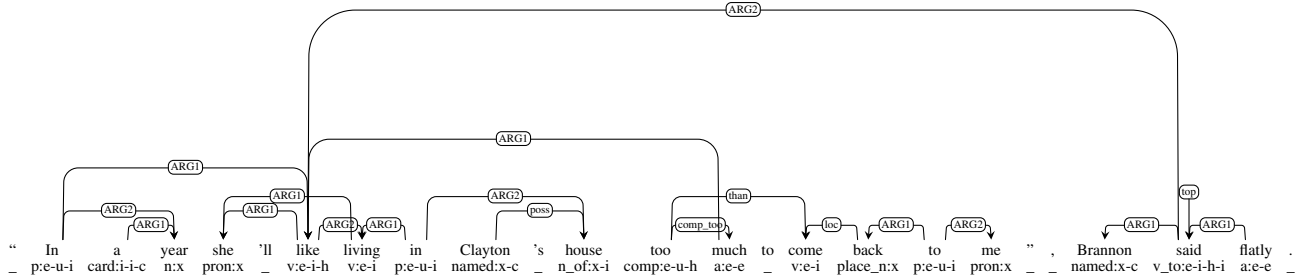 ARG2
ARG1
ARG1
ARG1 ARG2 than top
ARG2 ARG1 poss
ARG1 ARG1 ARG2 ARG1 comp_too loc ARG1 ARG2 ARG1 ARG1
“ In a year she 'll like living in Clayton 's house too much to come back to me ” , Brannon said flatly .
_ p:e-u-i card:i-i-c n:x pron:x _ v:e-i-h v:e-i p:e-u-i named:x-c _ n_of:x-i comp:e-u-h a:e-e _ v:e-i place_n:x p:e-u-i pron:x _ _ named:x-c v_to:e-i-h-i a:e-e _